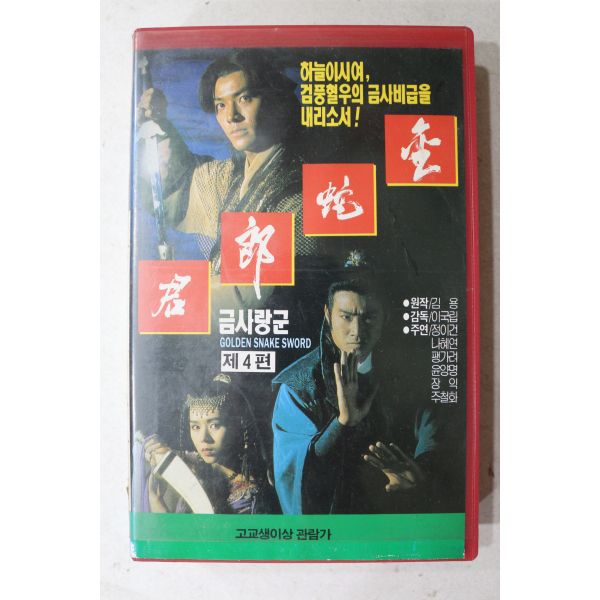 하늘이시여,
검풍혈우의 금사비급을
내리소서!
金
蛇
郎
君
금사랑군
GOLDEN SNAKE SWORD
제4편
●원작/김 용
●감독/이국립
●주연/정이건
나혜연
팽가려
윤양명
장 익
주철화
고교생이상 관람가